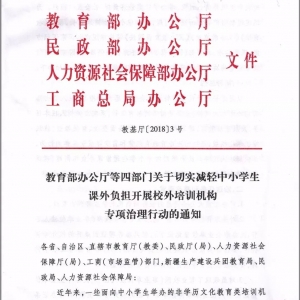 教育部办公厅
民政部办公厅
人力资源社会保障部办公厅
工商总局办公厅
文件
教基厅[2018]3号
教育部办公厅等四部门关于切实减轻中小学生
课外负担开展校外培训机构
专项治理行动的通知
各省、自治区、直辖市教育厅(教委)、民政厅(局)、人力资源社会
保障厅(局)、工商(市场监管)部门,新疆生产建设兵团教育局、民
政局、人力资源社会保障局:
近年来,一些面向中小学生举办的非学历文化教育类培训机